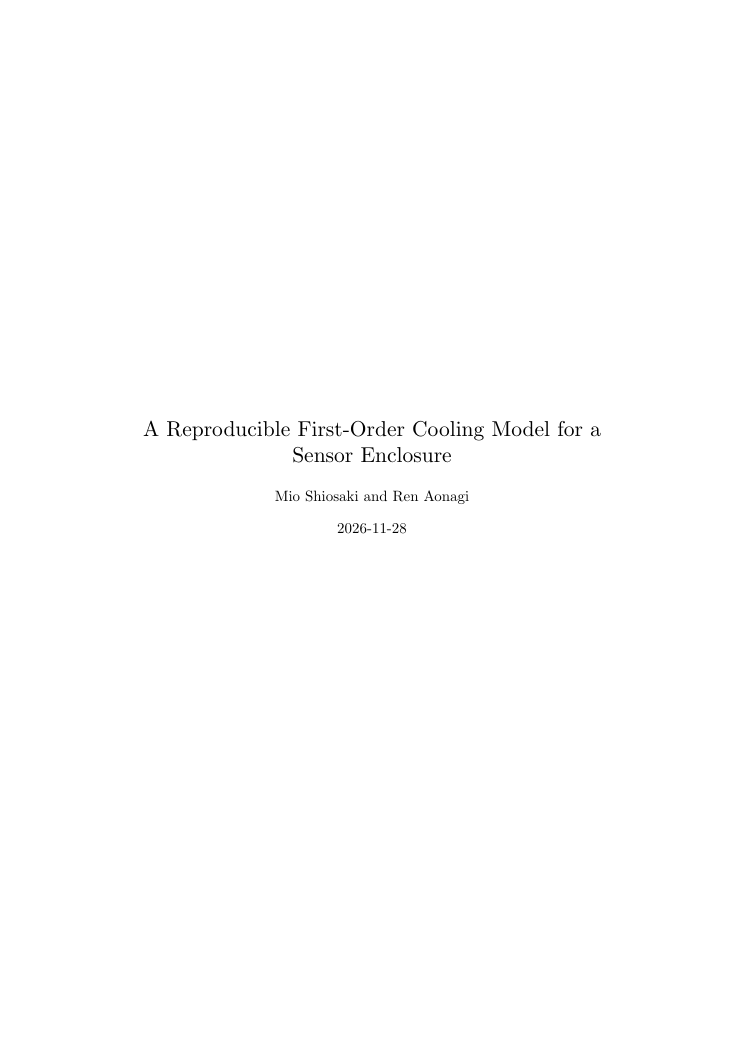 A Reproducible First-Order Cooling Model for a
Sensor Enclosure
Mio Shiosaki and Ren Aonagi
2026-11-28